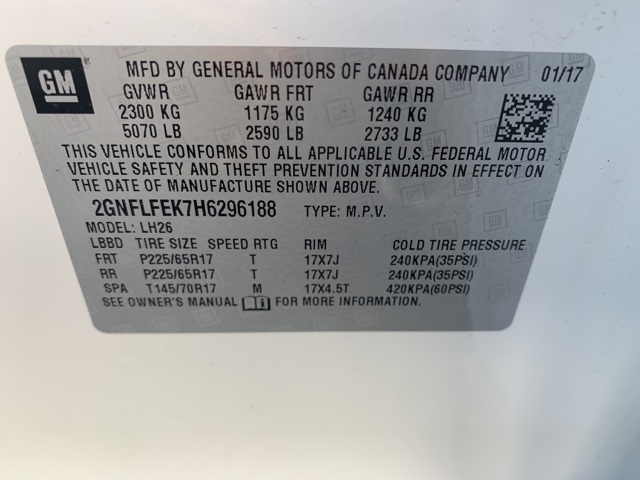 GM
MFD BY GENERAL MOTORS OF CANADA COMPANY 01/17
GVWR GAWR FRT GAWR RR
2300 KG 1175 KG 1240 KG
5070 LB 2590 LB 2733 LB
THIS VEHICLE CONFORMS TO ALL APPLICABLE U.S. FEDERAL MOTOR
VEHICLE SAFETY AND THEFT PREVENTION STANDARDS IN EFFECT ON
THE DATE OF MANUFACTURE SHOWN ABOVE.
2GNFLFEK7H6296188 TYPE: M.P.V.
MODEL: LH26
LBBD TIRE SIZE SPEED RTG RIM COLD TIRE PRESSURE
FRT P225/65R17 T 17X7J 240KPA(35PSI)
RR P225/65R17 T 17X7J 240KPA(35PSI)
SPA T145/70R17 M 17X4.5T 420KPA(60PSI)
SEE OWNER'S MANUAL FOR MORE INFORMATION.